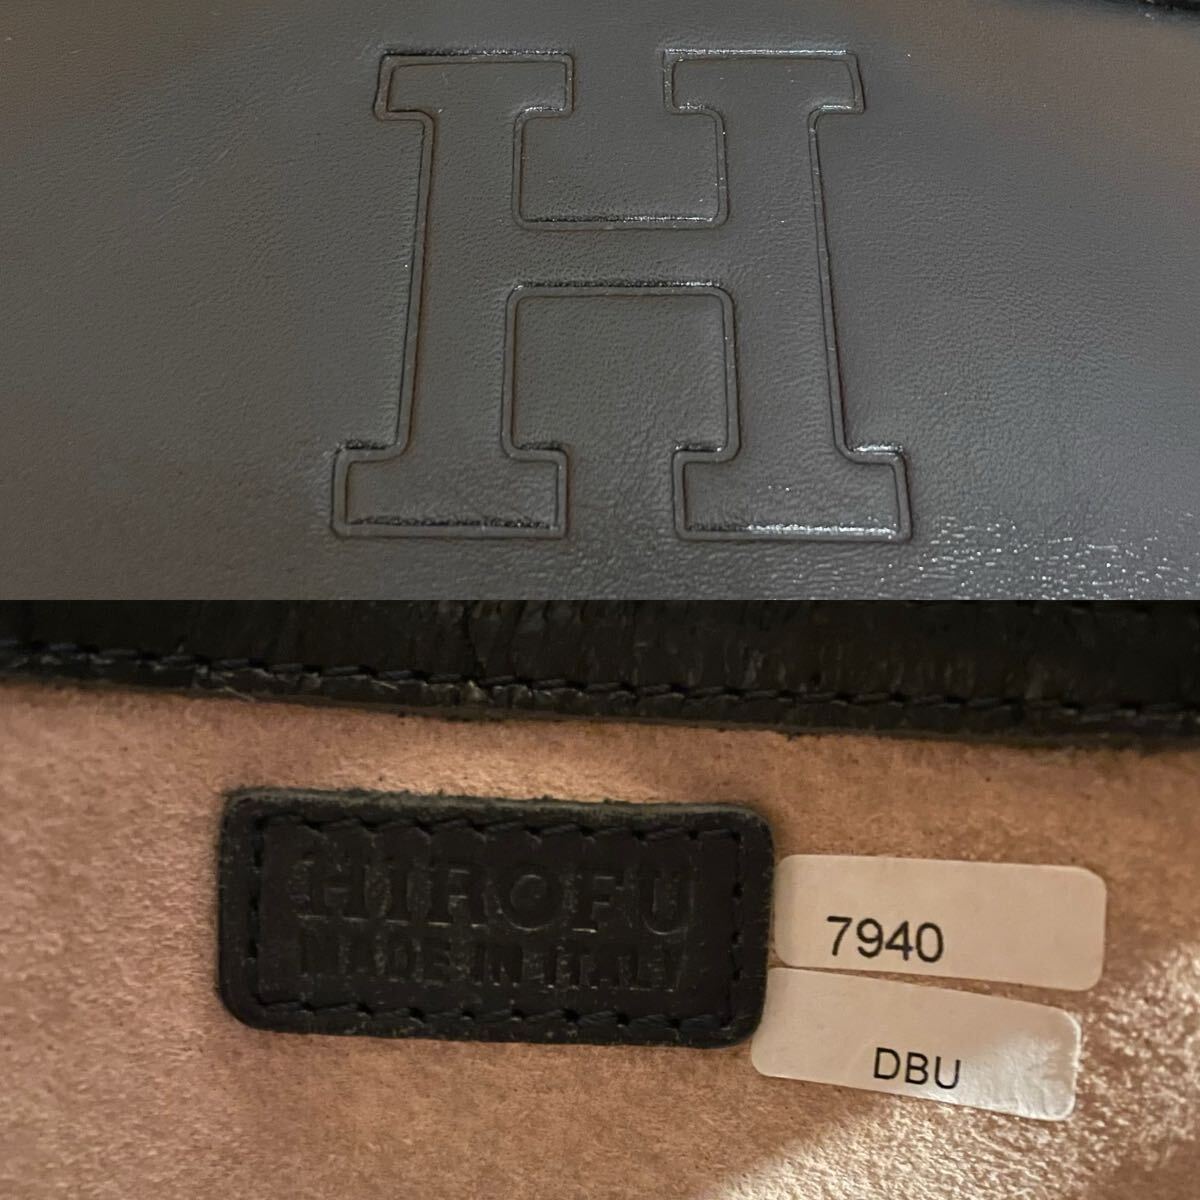 H
HIROFU
MADE IN ITALY
7940
DBU